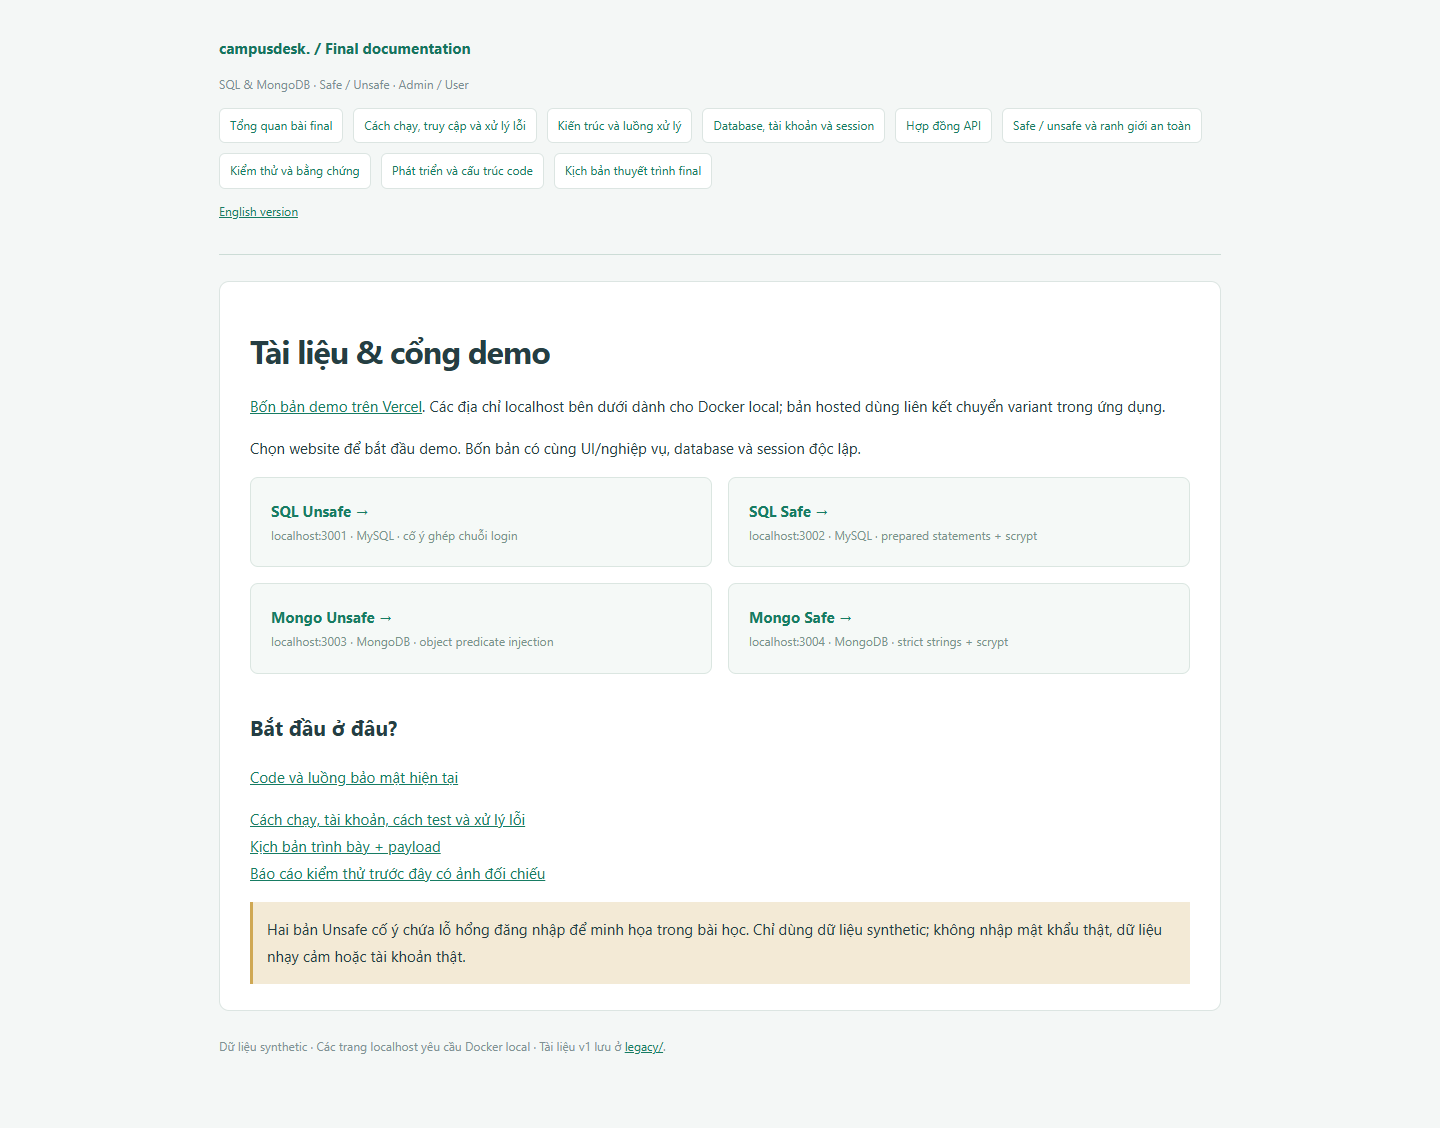 campusdesk. / Final documentation
SQL & MongoDB · Safe / Unsafe · Admin / User
Tổng quan bài final
Cách chạy, truy cập và xử lý lỗi
Kiến trúc và luồng xử lý
Database, tài khoản và session
Hợp đồng API
Safe / unsafe và ranh giới an toàn
Kiểm thử và bằng chứng
Phát triển và cấu trúc code
Kịch bản thuyết trình final
English version
Tài liệu & cổng demo
Bốn bản demo trên Vercel. Các địa chỉ localhost bên dưới dành cho Docker local; bản hosted dùng liên kết chuyển variant trong ứng dụng.
Chọn website để bắt đầu demo. Bốn bản có cùng UI/nghiệp vụ, database và session độc lập.
SQL Unsafe →
localhost:3001 · MySQL · cố ý ghép chuỗi login
SQL Safe →
localhost:3002 · MySQL · prepared statements + scrypt
Mongo Unsafe →
localhost:3003 · MongoDB · object predicate injection
Mongo Safe →
localhost:3004 · MongoDB · strict strings + scrypt
Bắt đầu ở đâu?
Code và luồng bảo mật hiện tại
Cách chạy, tài khoản, cách test và xử lý lỗi
Kịch bản trình bày + payload
Báo cáo kiểm thử trước đây có ảnh đối chiếu
Hai bản Unsafe cố ý chứa lỗ hổng đăng nhập để minh họa trong bài học. Chỉ dùng dữ liệu synthetic; không nhập mật khẩu thật, dữ liệu
nhạy cảm hoặc tài khoản thật.
Dữ liệu synthetic · Các trang localhost yêu cầu Docker local · Tài liệu v1 lưu ở legacy/.